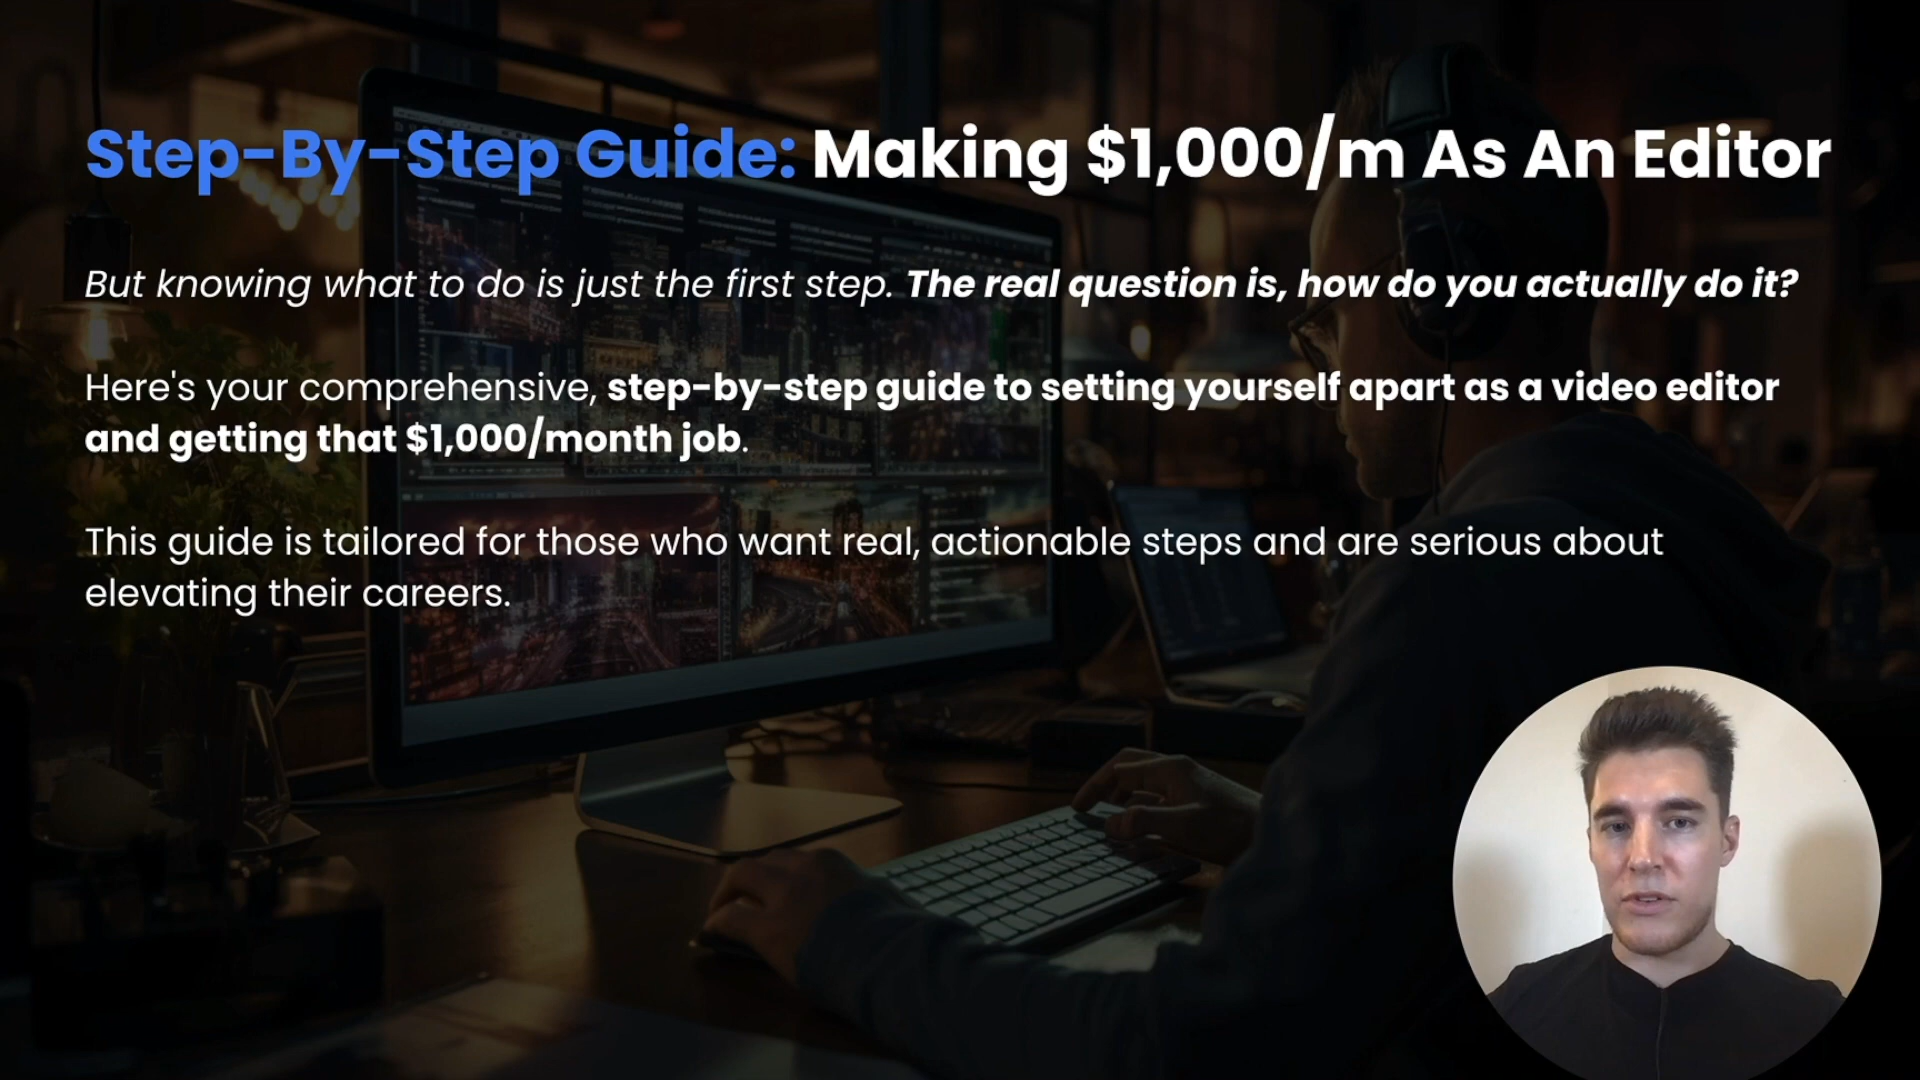 Step-By-Step Guide: Making $1,000/m As An Editor
But knowing what to do is just the first step. The real question is, how do you actually do it?
Here's your comprehensive, step-by-step guide to setting yourself apart as a video editor
and getting that $1,000/month job.
This guide is tailored for those who want real, actionable steps and are serious about
elevating their careers.